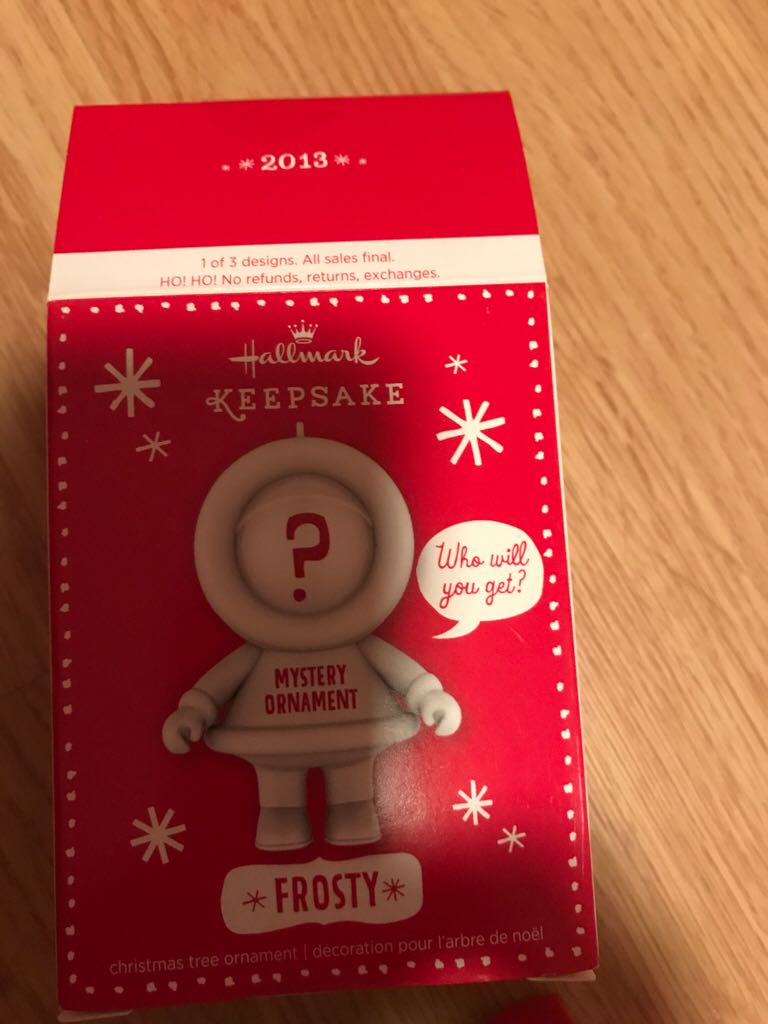 2013
1 of 3 designs. All sales final.
HO! HO! No refunds, returns, exchanges.
Hallmark
KEEPSAKE
?
Who will
you get?
MYSTERY
ORNAMENT
FROSTY
christmas tree ornament | décoration pour l'arbre de noël